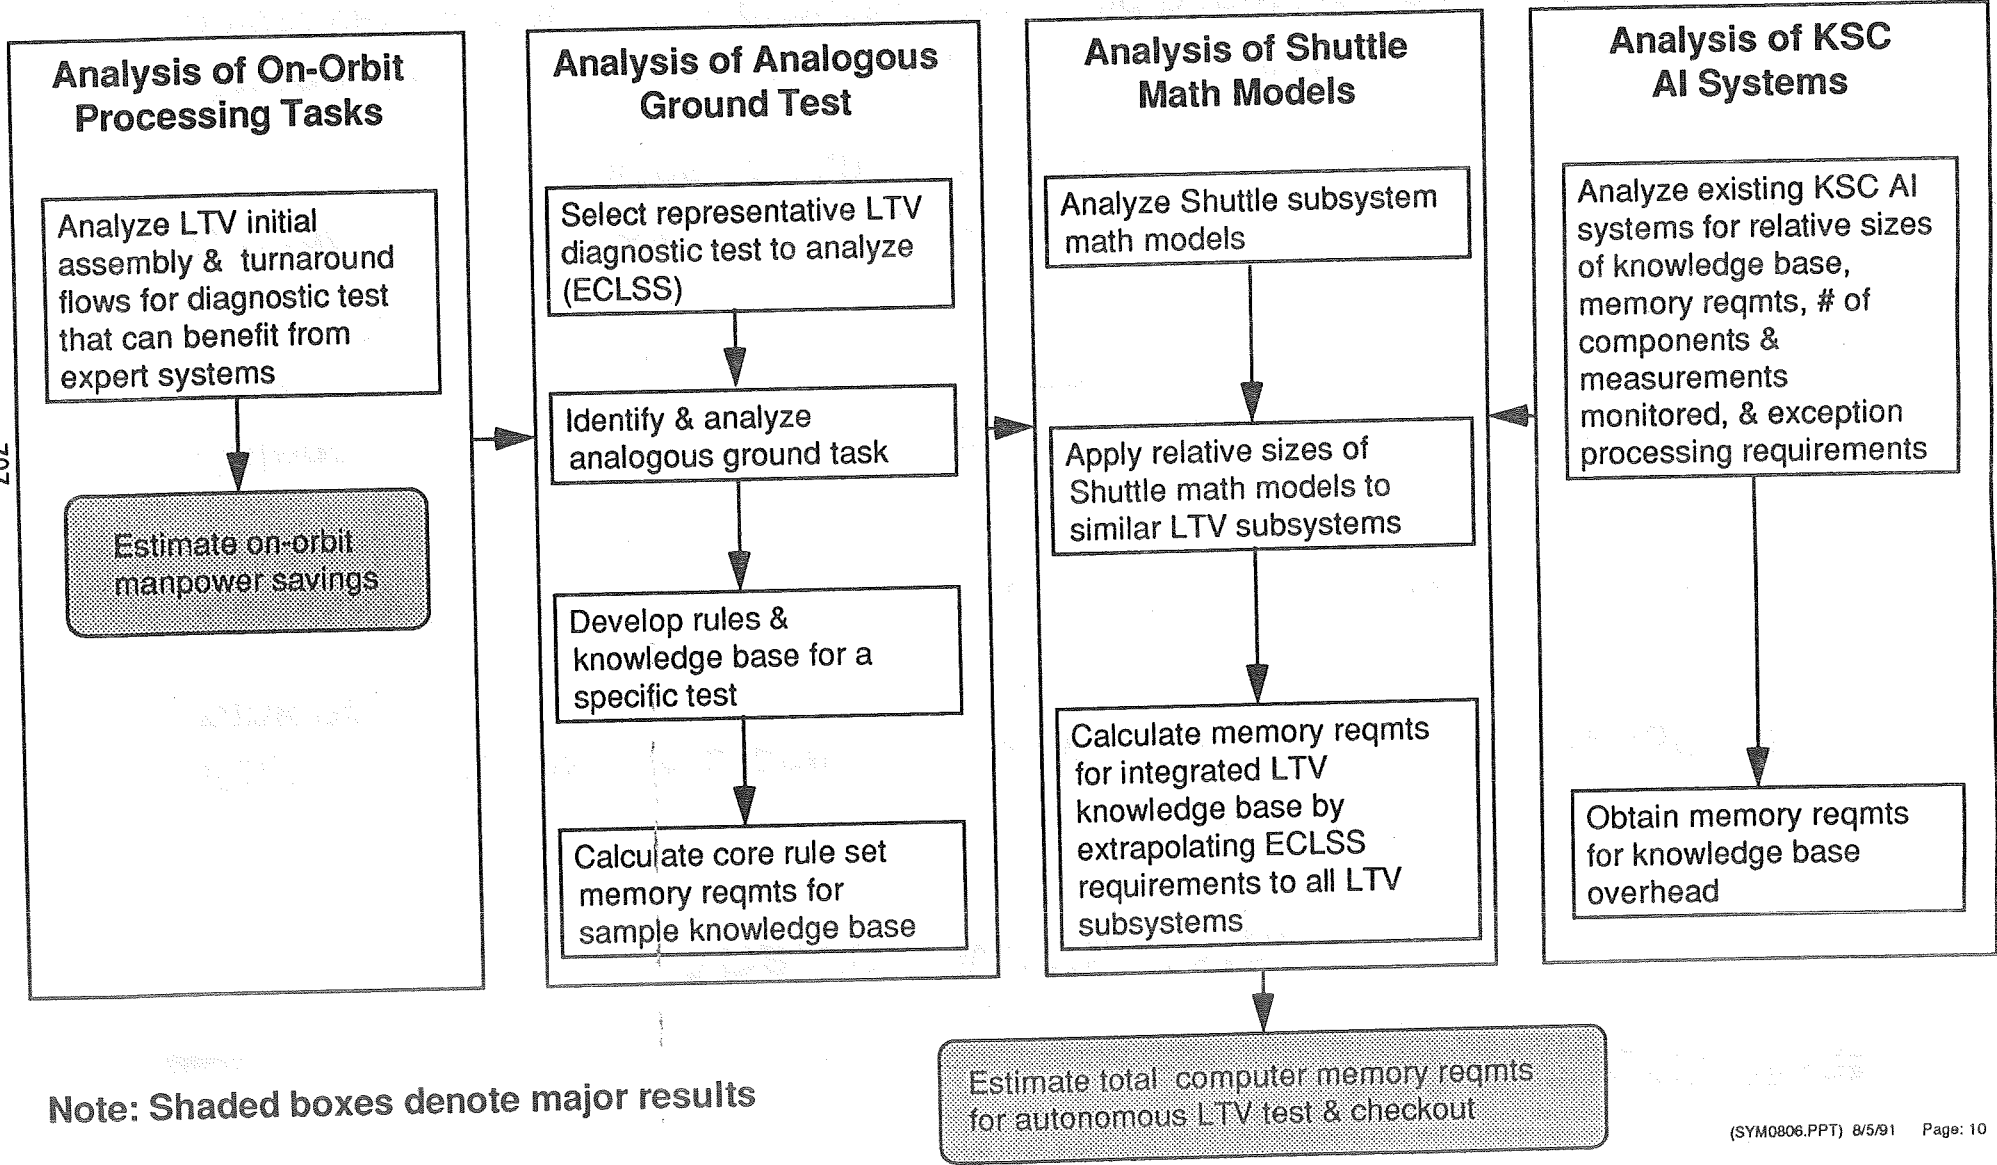 Analysis of On-Orbit
Processing Tasks
Analyze LTV initial
assembly & turnaround
flows for diagnostic test
that can benefit from
expert systems
Estimate on-orbit
manpower savings
Analysis of Analogous
Ground Test
Select representative LTV
diagnostic test to analyze
(ECLSS)
Identify & analyze
analogous ground task
Develop rules &
knowledge base for a
specific test
Calculate core rule set
memory reqmts for
sample knowledge base
Analysis of Shuttle
Math Models
Analyze Shuttle subsystem
math models
Apply relative sizes of
Shuttle math models to
similar LTV subsystems
Calculate memory reqmts
for integrated LTV
knowledge base by
extrapolating ECLSS
requirements to all LTV
subsystems
Analysis of KSC
AI Systems
Analyze existing KSC AI
systems for relative sizes
of knowledge base,
memory reqmts, # of
components &
measurements
monitored, & exception
processing requirements
Obtain memory reqmts
for knowledge base
overhead
Estimate total computer memory reqmts
for autonomous LTV test & checkout
Note: Shaded boxes denote major results
(SYM0806.PPT) 8/5/91 Page: 10